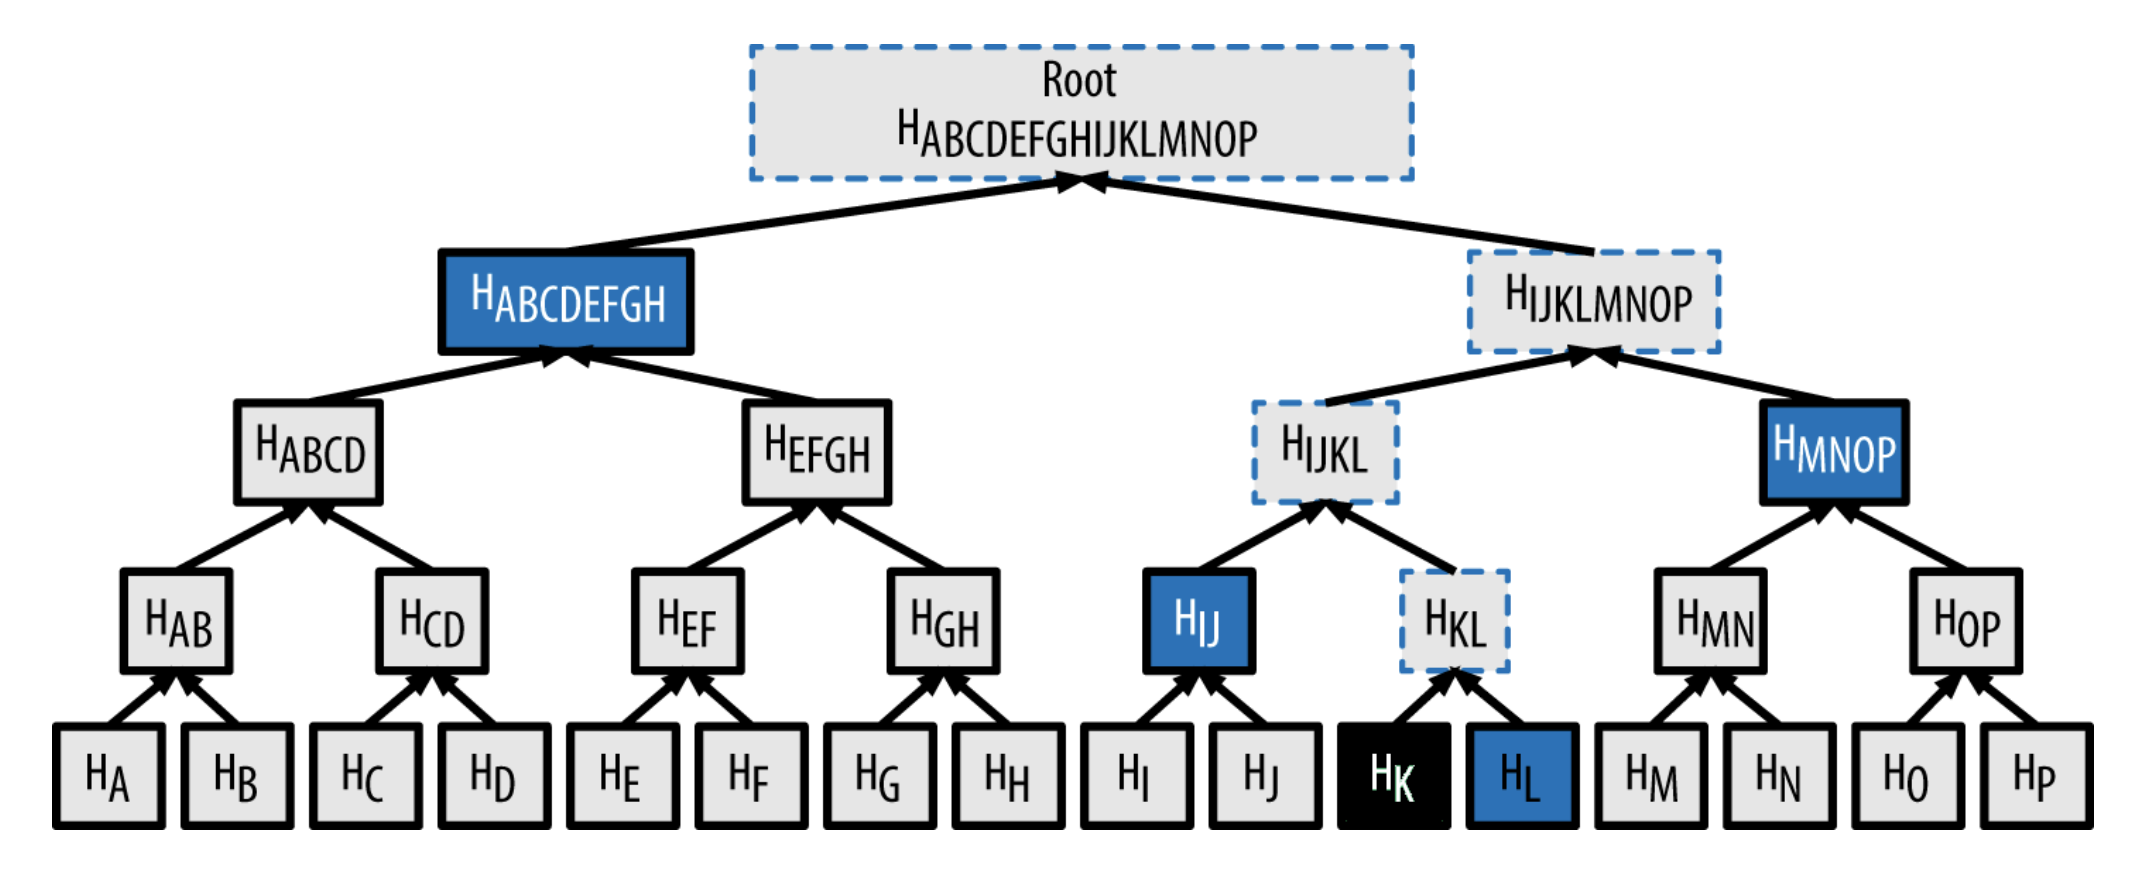 Root
HABCDEFGHIJKLMNOP
HABCDEFGH
HIJKLMNOP
HABCD
HEFGH
HIJKL
HMNOP
HAB
HCD
HEF
HGH
HIJ
HKL
HMN
HOP
HA
HB
HC
HD
HE
HF
HG
HH
HI
HJ
HK
HL
HM
HN
HO
HP